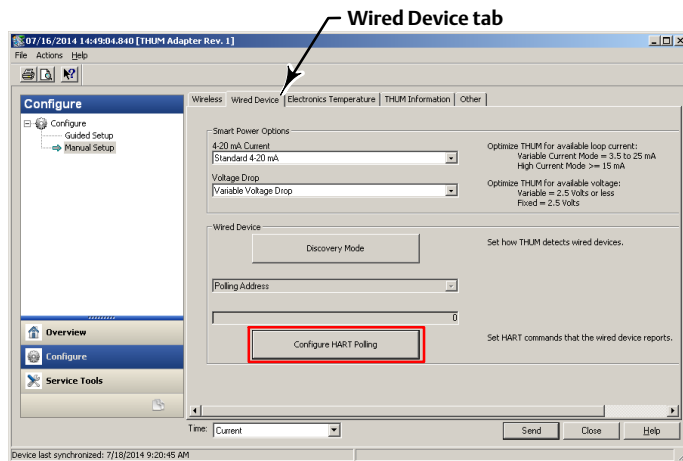 Wired Device tab
07/16/2014 14:49:04.840 [THUM Adapter Rev. 1]
File Actions Help
Configure
Configure
Guided Setup
Manual Setup
Overview
Configure
Service Tools
Wireless Wired Device Electronics Temperature THUM Information Other
Smart Power Options
4-20 mA Current
Standard 4-20 mA
Optimize THUM for available loop current:
Variable Current Mode = 3.5 to 25 mA
High Current Mode >= 15 mA
Voltage Drop
Variable Voltage Drop
Optimize THUM for available voltage:
Variable = 2.5 Volts or less
Fixed = 2.5 Volts
Wired Device
Discovery Mode
Set how THUM detects wired devices.
Polling Address
0
Configure HART Polling
Set HART commands that the wired device reports.
Time: Current
Send Close Help
Device last synchronized: 7/18/2014 9:20:45 AM